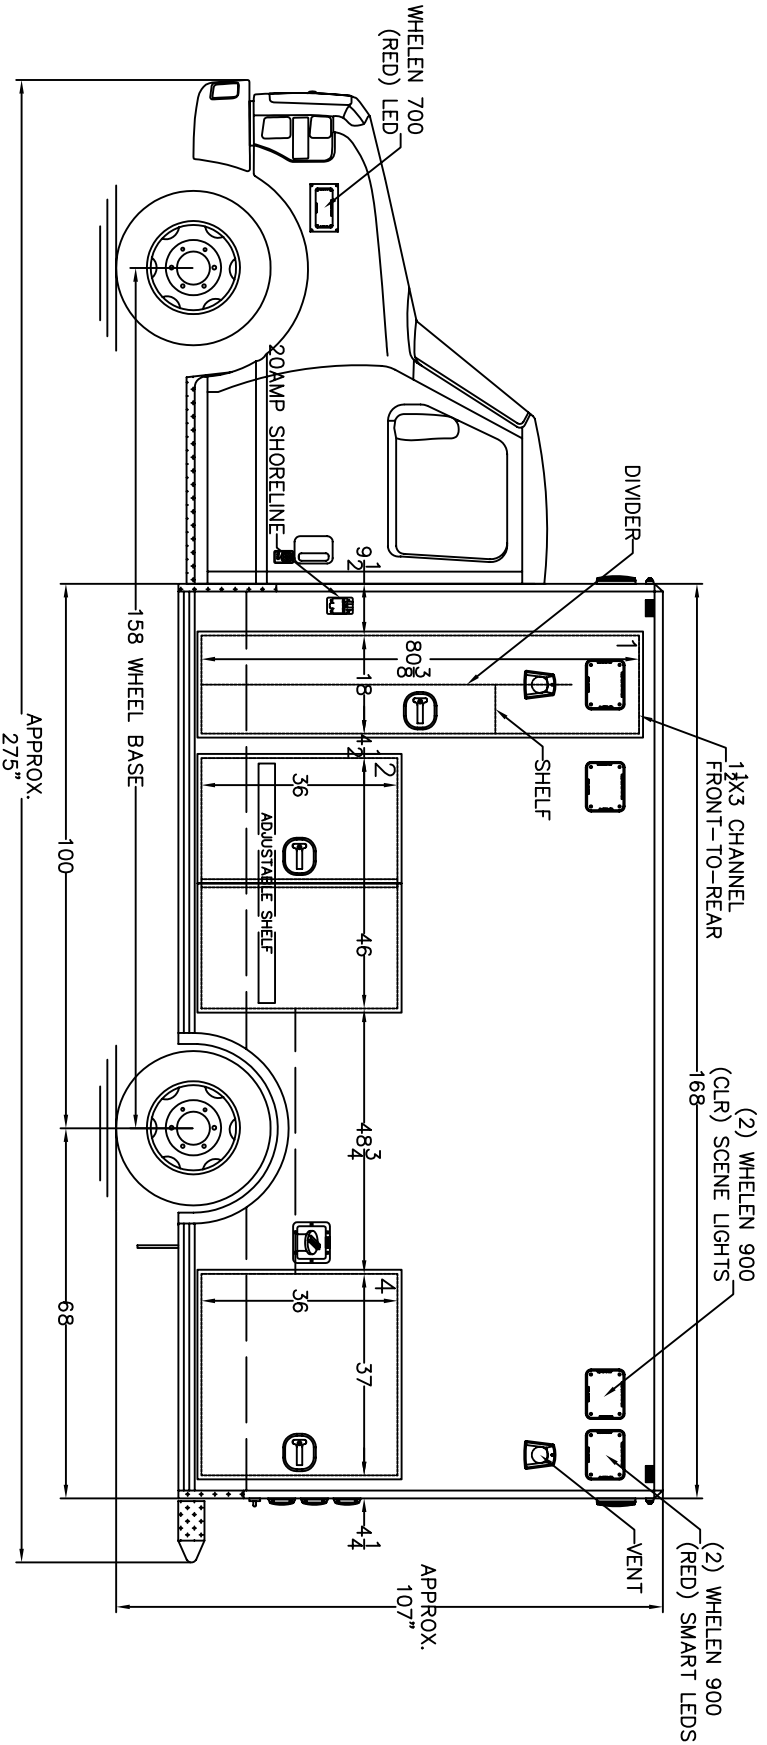 WHELEN 700
(RED) LED
20AMP SHORELINE
DIVIDER
SHELF
1 1/2X3 CHANNEL
FRONT-TO-REAR
168
(2) WHELEN 900
(CLR) SCENE LIGHTS
(2) WHELEN 900
(RED) SMART LEDS
VENT
1
80 3/8
9 1/2
18
2
36
46
ADJUSTABLE SHELF
48 3/4
4
36
37
4 1/4
158 WHEEL BASE
100
68
APPROX.
275"
APPROX.
107"